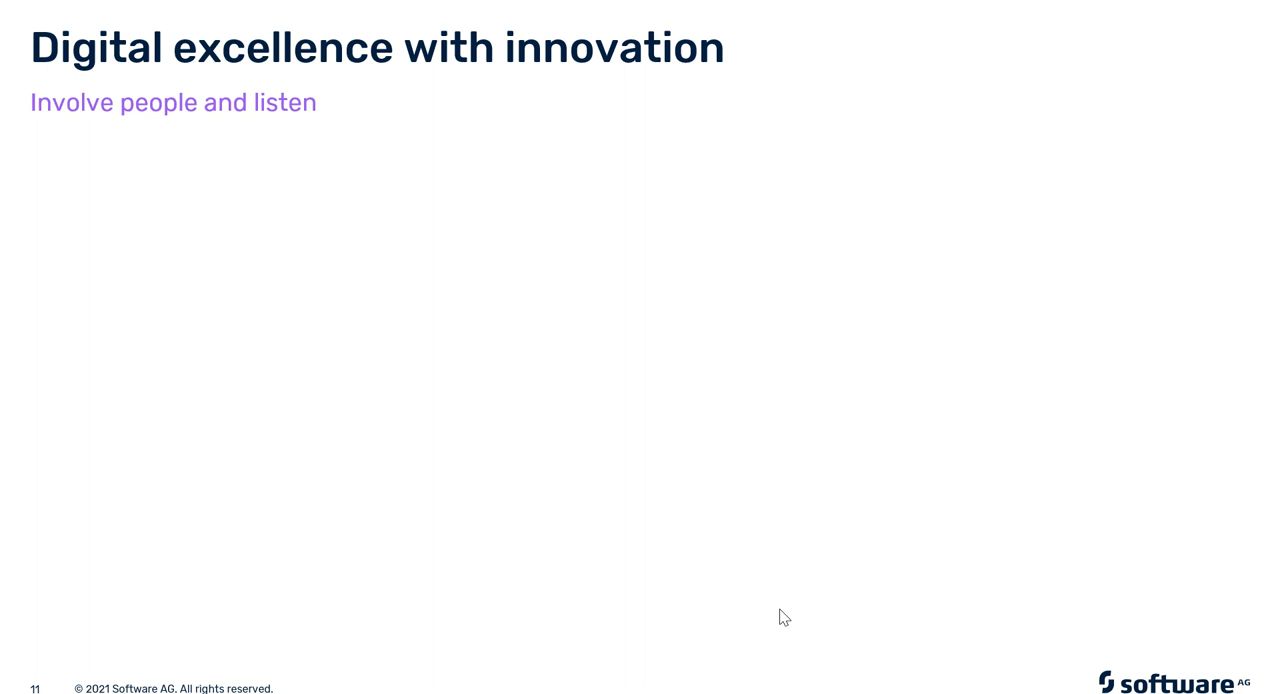 Digital excellence with innovation
Involve people and listen
11 © 2021 Software AG. All rights reserved.
software AG